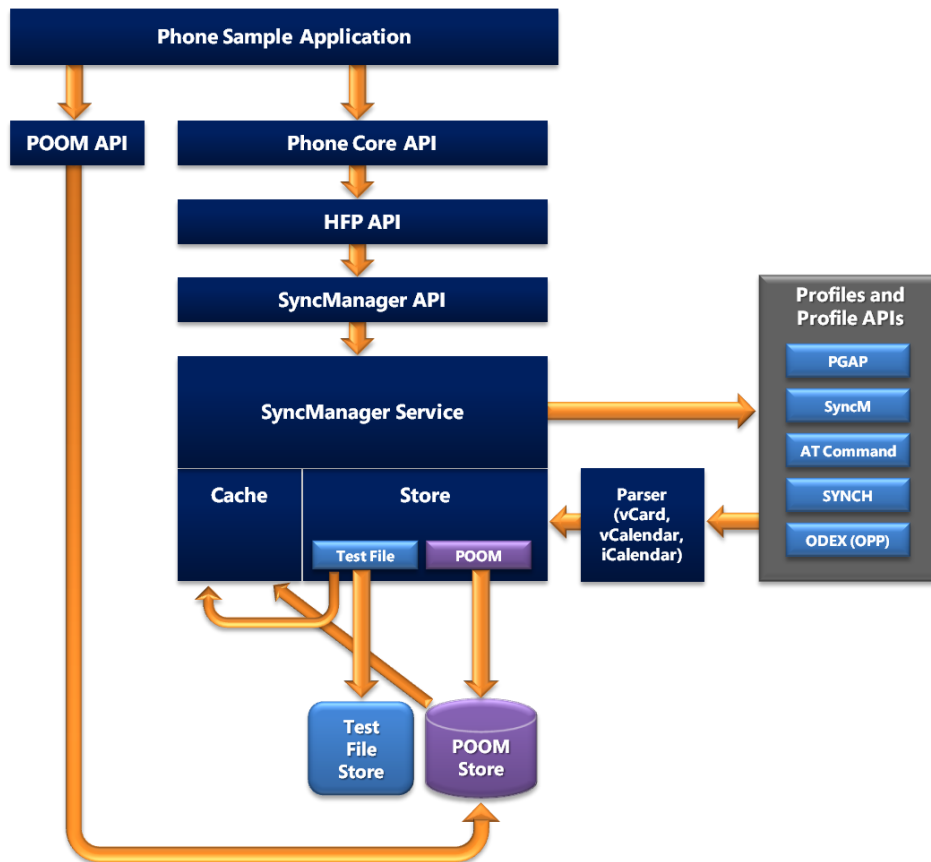 Phone Sample Application
POOM API
Phone Core API
HFP API
SyncManager API
SyncManager Service
Cache
Store
Test File
POOM
Parser
(vCard,
vCalendar,
iCalendar)
Profiles and
Profile APIs
PGAP
SyncM
AT Command
SYNCH
ODEX (OPP)
Test
File
Store
POOM
Store